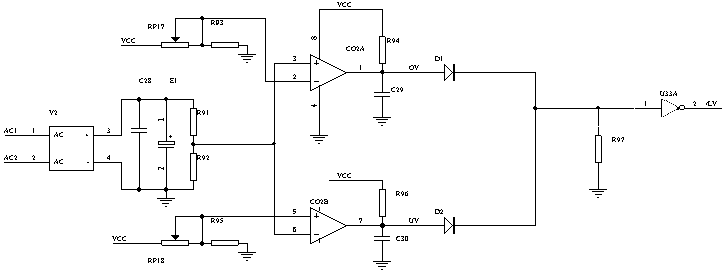 VCC
RP17
R93
VCC
8
CO2A
R94
3
+
1
OV
D1
2
-
4
C29
C28
E1
V2
AC1
1
AC
-
3
1
+
R91
AC2
2
AC
-
4
2
R92
1
U33A
2
/LV
R97
VCC
R96
CO2B
5
+
7
UV
D2
6
-
C30
R95
VCC
RP18